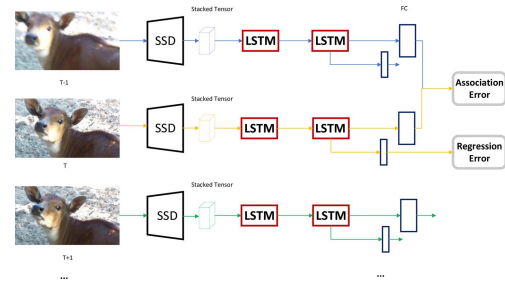 FC
Stacked Tensor
SSD
LSTM
LSTM
T-1
Association
Error
Stacked Tensor
SSD
LSTM
LSTM
T
Regression
Error
Stacked Tensor
SSD
LSTM
LSTM
T+1
...
...